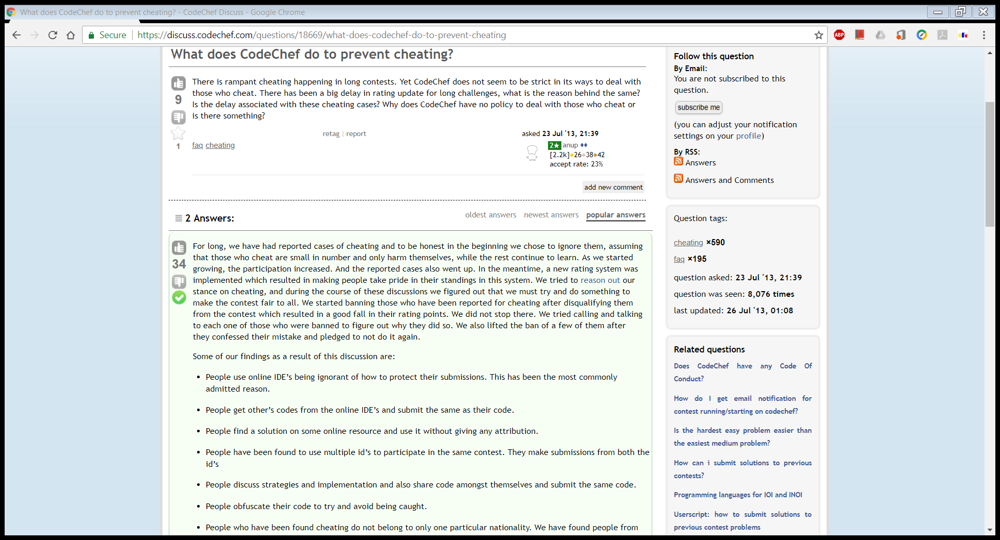 What does CodeChef do to prevent cheating? - CodeChef Discuss - Google Chrome
Secure https://discuss.codechef.com/questions/18669/what-does-codechef-do-to-prevent-cheating
ABP
What does CodeChef do to prevent cheating?
9
1
There is rampant cheating happening in long contests. Yet CodeChef does not seem to be strict in its ways to deal with
those who cheat. There has been a big delay in rating update for long challenges, what is the reason behind the same?
Is the delay associated with these cheating cases? Why does CodeChef have no policy to deal with those who cheat or
is there something?
retag | report
faq cheating
asked 23 Jul '13, 21:39
2★ anup ♦♦
[2.2k]●26●38●42
accept rate: 23%
add new comment
2 Answers:
oldest answers newest answers popular answers
34
For long, we have had reported cases of cheating and to be honest in the beginning we chose to ignore them, assuming
that those who cheat are small in number and only harm themselves, while the rest continue to learn. As we started
growing, the participation increased. And the reported cases also went up. In the meantime, a new rating system was
implemented which resulted in making people take pride in their standings in this system. We tried to reason out our
stance on cheating, and during the course of these discussions we figured out that we must try and do something to
make the contest fair to all. We started banning those who have been reported for cheating after disqualifying them
from the contest which resulted in a good fall in their rating points. We did not stop there. We tried calling and talking
to each one of those who were banned to figure out why they did so. We also lifted the ban of a few of them after
they confessed their mistake and pledged to not do it again.
Some of our findings as a result of this discussion are:
• People use online IDE’s being ignorant of how to protect their submissions. This has been the most commonly
admitted reason.
• People get other’s codes from the online IDE’s and submit the same as their code.
• People find a solution on some online resource and use it without giving any attribution.
• People have been found to use multiple id’s to participate in the same contest. They make submissions from both the
id’s
• People discuss strategies and implementation and also share code amongst themselves and submit the same code.
• People obfuscate their code to try and avoid being caught.
• People who have been found cheating do not belong to only one particular nationality. We have found people from
Follow this question
By Email:
You are not subscribed to this
question.
subscribe me
(you can adjust your notification
settings on your profile)
By RSS:
Answers
Answers and Comments
Question tags:
cheating ×590
faq ×195
question asked: 23 Jul '13, 21:39
question was seen: 8,076 times
last updated: 26 Jul '13, 01:08
Related questions
Does CodeChef have any Code Of
Conduct?
How do I get email notification for
contest running/starting on codechef?
Is the hardest easy problem easier than
the easiest medium problem?
How can i submit solutions to previous
contests?
Programming languages for IOI and INOI
Userscript: how to submit solutions to
previous contest problems